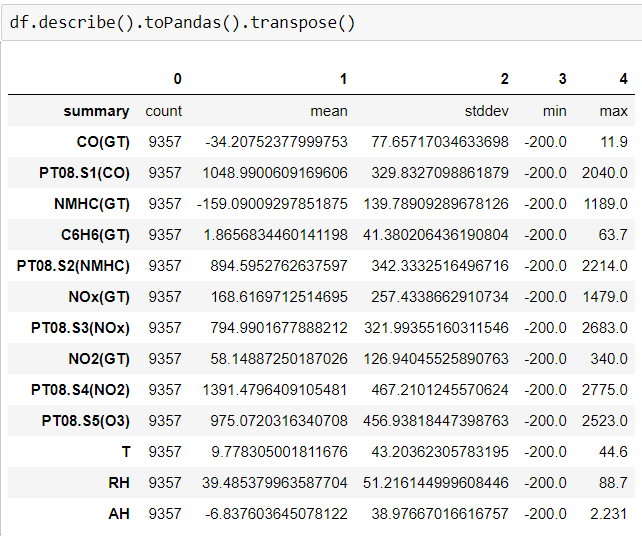 df.describe().toPandas().transpose()
0 1 2 3 4
summary count mean stddev min max
CO(GT) 9357 -34.20752377999753 77.65717034633698 -200.0 11.9
PT08.S1(CO) 9357 1048.9900609169606 329.8327098861879 -200.0 2040.0
NMHC(GT) 9357 -159.09009297851875 139.78909289678126 -200.0 1189.0
C6H6(GT) 9357 1.8656834460141198 41.380206436190804 -200.0 63.7
PT08.S2(NMHC) 9357 894.5952762637597 342.3332516496716 -200.0 2214.0
NOx(GT) 9357 168.6169712514695 257.4338662910734 -200.0 1479.0
PT08.S3(NOx) 9357 794.9901677888212 321.99355160311546 -200.0 2683.0
NO2(GT) 9357 58.14887250187026 126.94045525890763 -200.0 340.0
PT08.S4(NO2) 9357 1391.4796409105481 467.2101245570624 -200.0 2775.0
PT08.S5(O3) 9357 975.0720316340708 456.93818447398763 -200.0 2523.0
T 9357 9.778305001811676 43.20362305783195 -200.0 44.6
RH 9357 39.485379963587704 51.216144999608446 -200.0 88.7
AH 9357 -6.837603645078122 38.97667016616757 -200.0 2.231